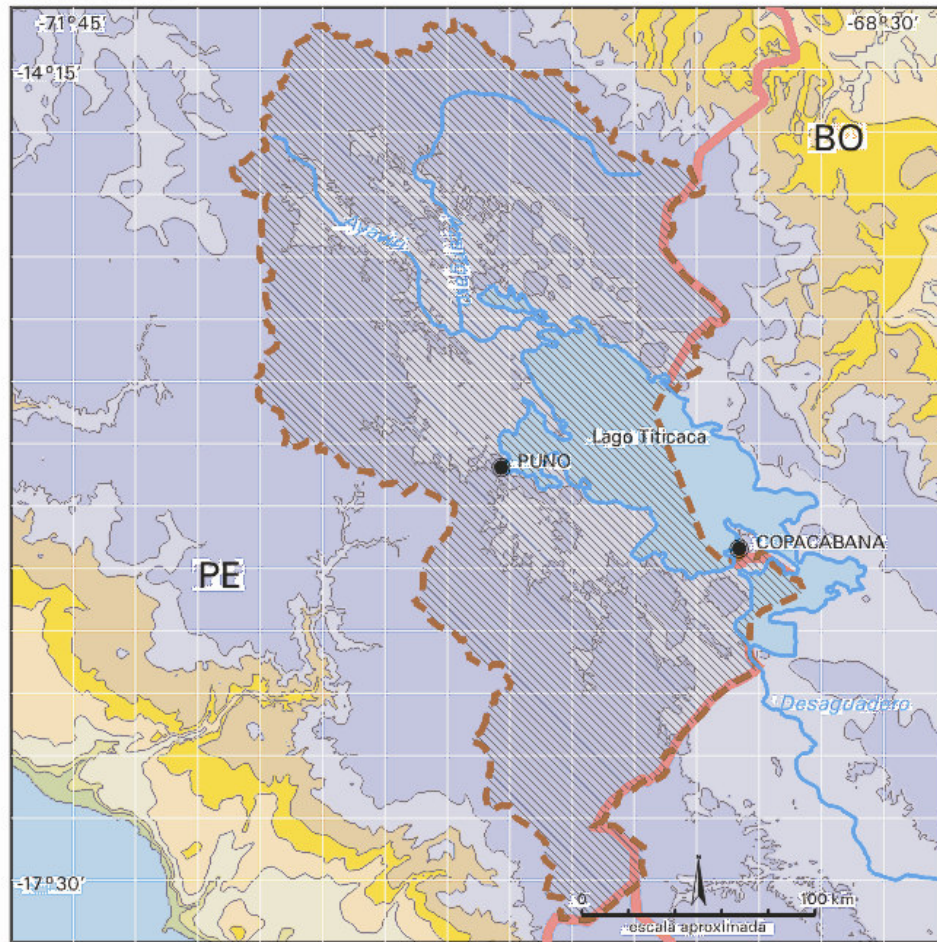 -71°45′
-68°30′
-14°15′
BO
Ayaviri
Lago Titicaca
PUNO
COPACABANA
PE
Desaguadero
-17°30′
N
0
100 km
escala aproximada